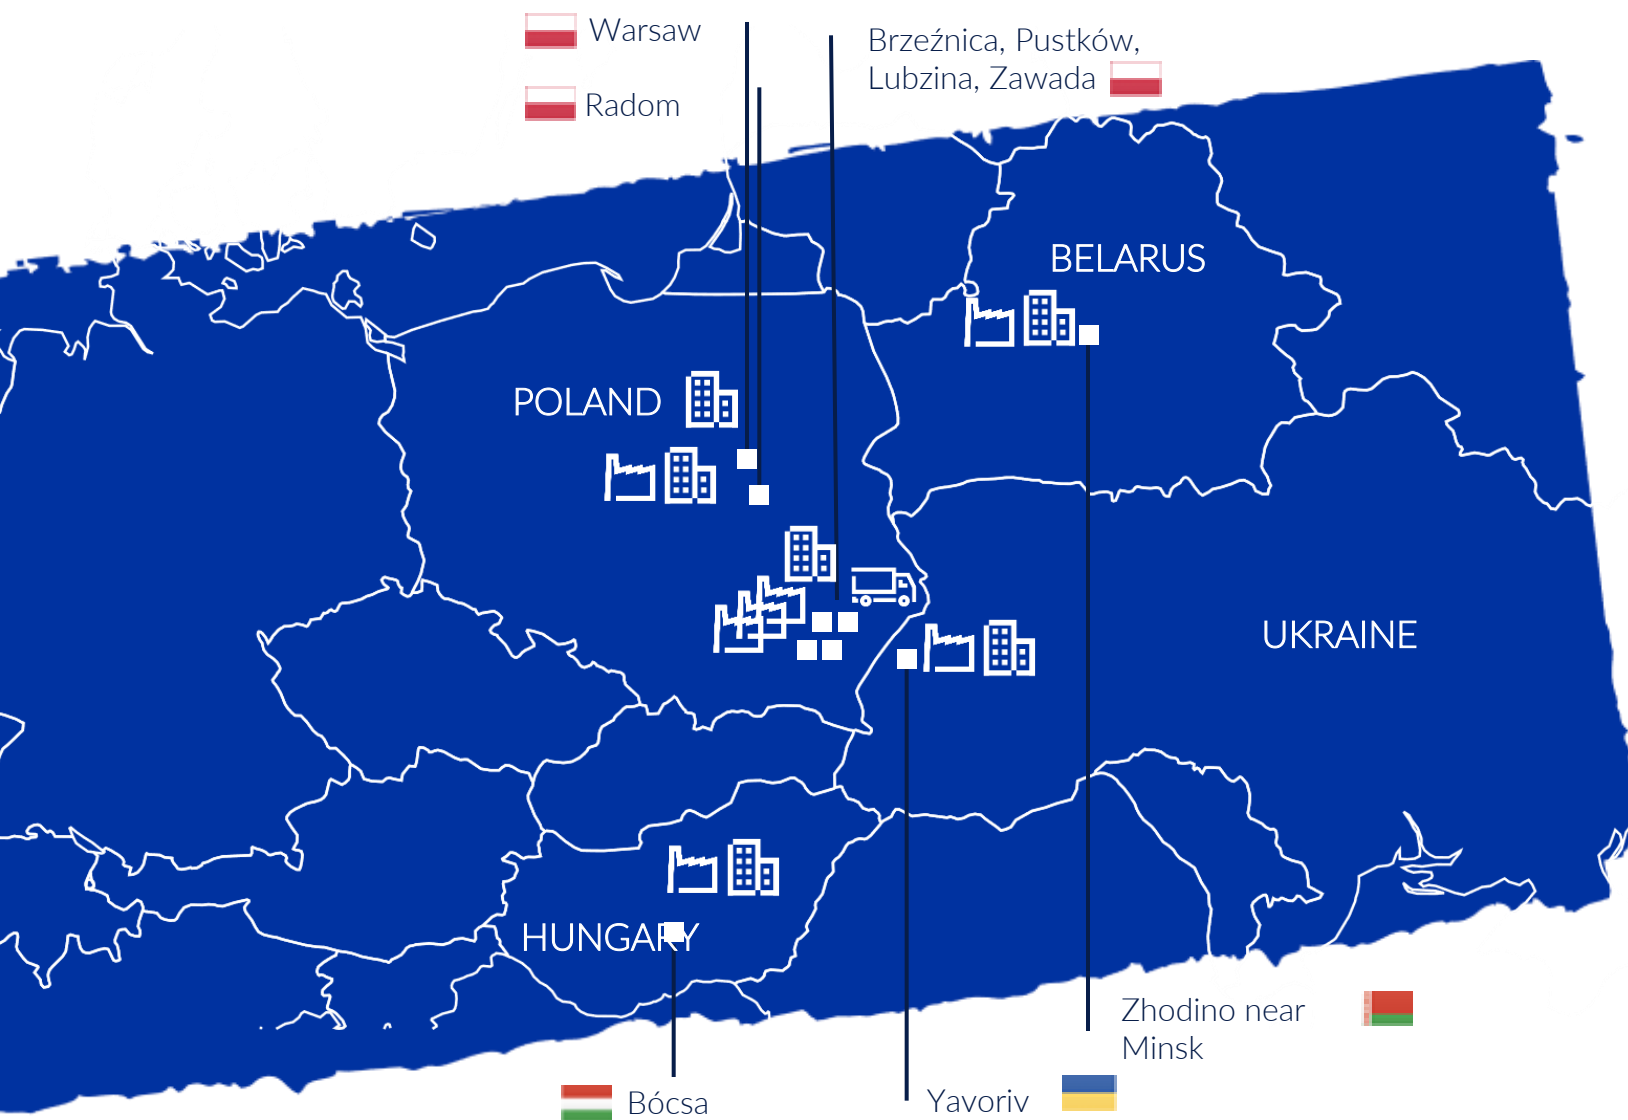 Warsaw
Brzeźnica, Pustków,
Lubzina, Zawada
Radom
BELARUS
POLAND
UKRAINE
HUNGARY
Zhodino near
Minsk
Bócsa
Yavoriv